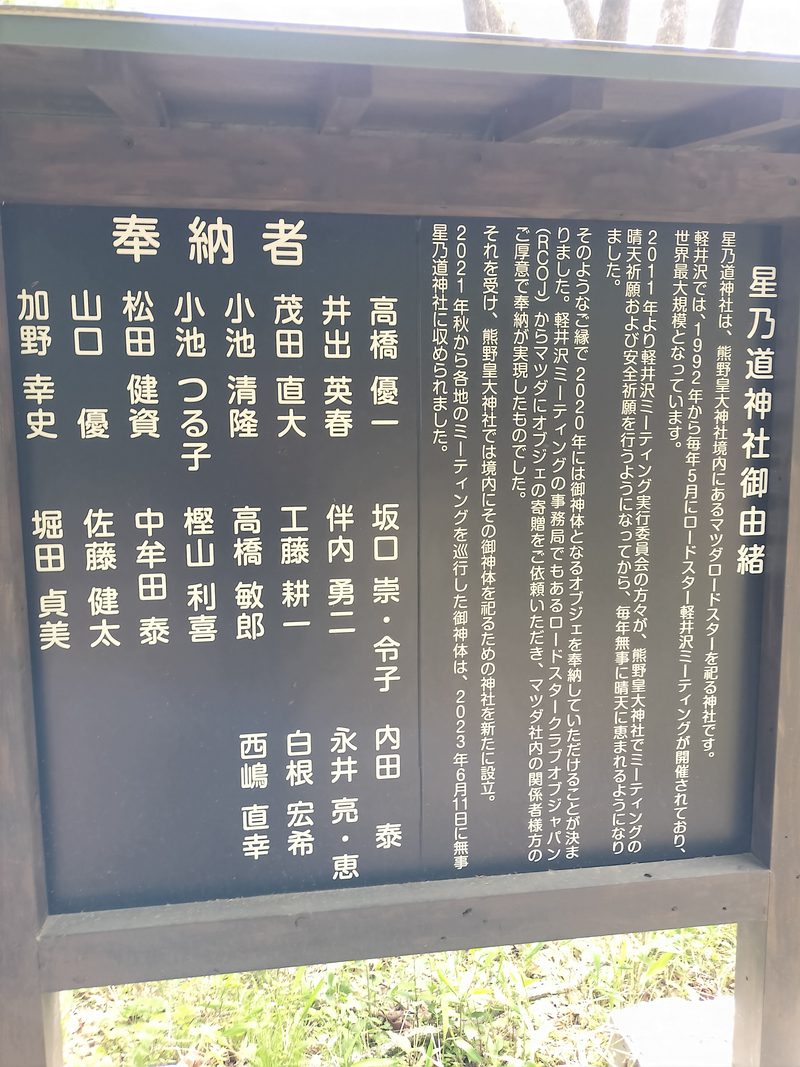 星乃道神社御由緒
星乃道神社は、熊野皇大神社境内にあるマツダロードスターを祀る神社です。
軽井沢では、1992年から毎年5月にロードスター軽井沢ミーティングが開催されており、
世界最大規模となっています。
2011年より軽井沢ミーティング実行委員会の方々が、熊野皇大神社でミーティングの
晴天祈願および安全祈願を行うようになってから、毎年無事に晴天に恵まれるようになり
ました。
そのようなご縁で2020年には御神体となるオブジェを奉納していただけることが決ま
りました。軽井沢ミーティングの事務局でもあるロードスタークラブオブジャパン
(RCOJ)からマツダにオブジェの寄贈をご依頼いただき、マツダ社内の関係者様方の
ご厚意で奉納が実現したものでした。
それを受け、熊野皇大神社では境内にその御神体を祀るための神社を新たに設立。
2021年秋から各地のミーティングを巡行した御神体は、2023年6月11日に無事
星乃道神社に収められました。
奉納者
高橋 優一 坂口 崇・令子 内田 泰
井出 英春 伴内 勇二 永井 亮・恵
茂田 直大 工藤 耕一 白根 宏希
小池 清隆 高橋 敏郎 西嶋 直幸
小池 つる子 樫山 利喜
松田 健資 中牟田 泰
山口 優 佐藤 健太
加野 幸史 堀田 貞美